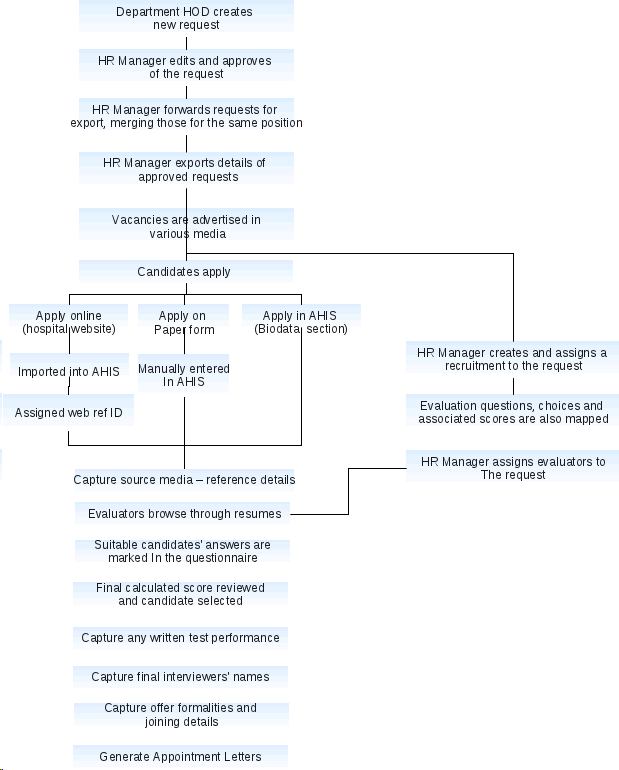 Department HOD creates
new request
HR Manager edits and approves
of the request
HR Manager forwards requests for
export, merging those for the same position
HR Manager exports details of
approved requests
Vacancies are advertised in
various media
Candidates apply
Apply online
(hospital website)
Apply on
Paper form
Apply in AHIS
(Biodata section)
Imported into AHIS
Manually entered
In AHIS
Assigned web ref ID
HR Manager creates and assigns a
recruitment to the request
Evaluation questions, choices and
associated scores are also mapped
HR Manager assigns evaluators to
The request
Capture source media – reference details
Evaluators browse through resumes
Suitable candidates' answers are
marked In the questionnaire
Final calculated score reviewed
and candidate selected
Capture any written test performance
Capture final interviewers' names
Capture offer formalities and
joining details
Generate Appointment Letters